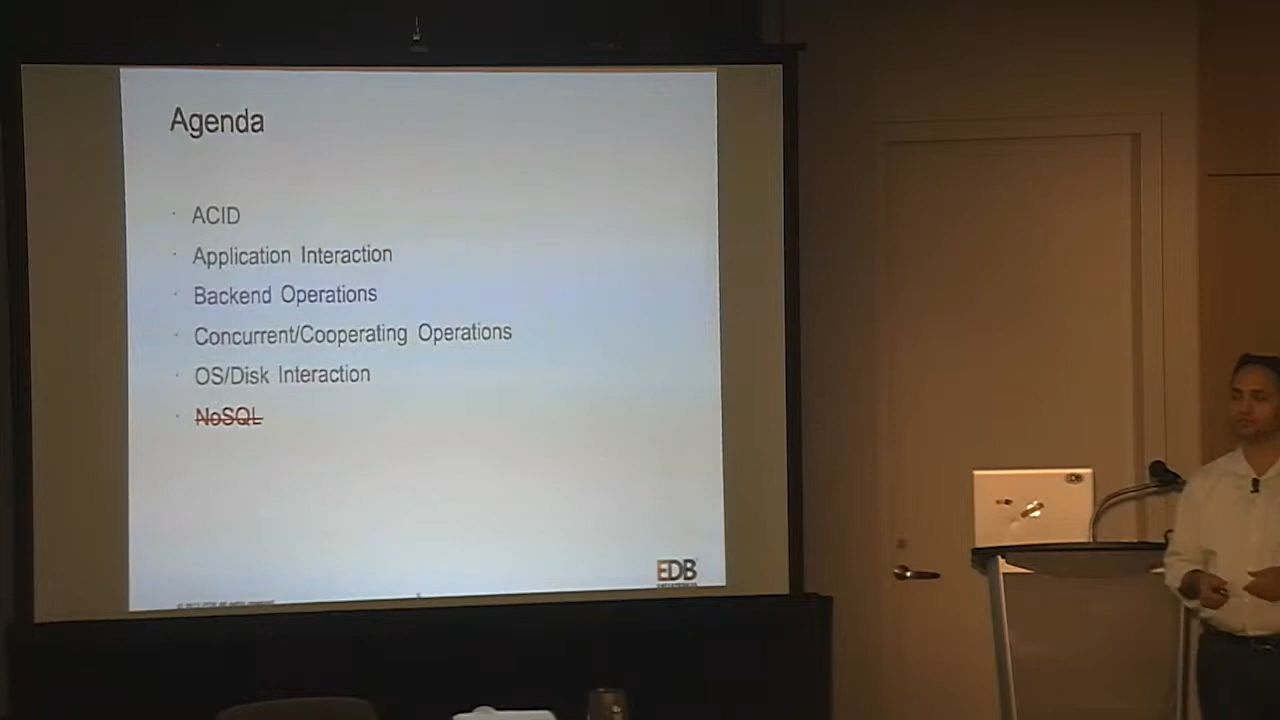 Agenda
ACID
Application Interaction
Backend Operations
Concurrent/Cooperating Operations
OS/Disk Interaction
NoSQL
EDB